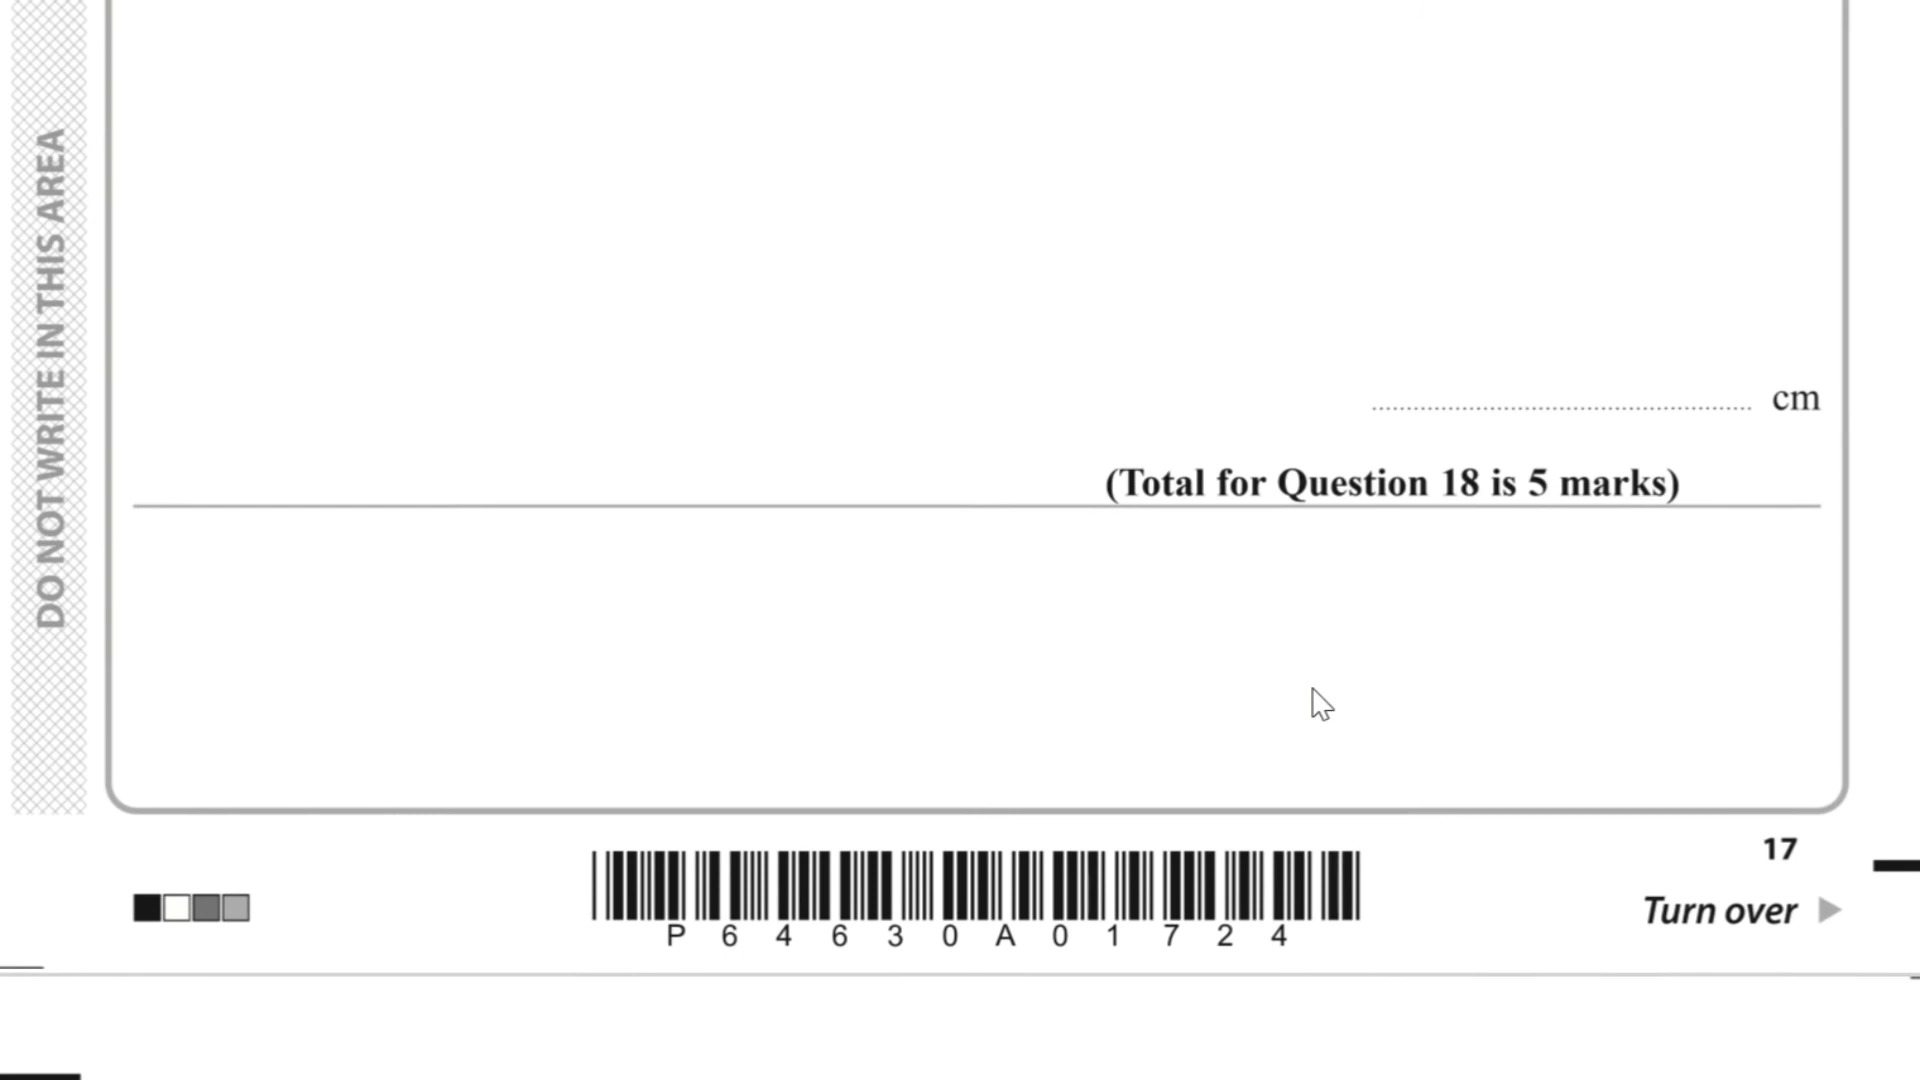 DO NOT WRITE IN THIS AREA
.......................................................... cm
(Total for Question 18 is 5 marks)
17
P 6 4 6 3 0 A 0 1 7 2 4
Turn over